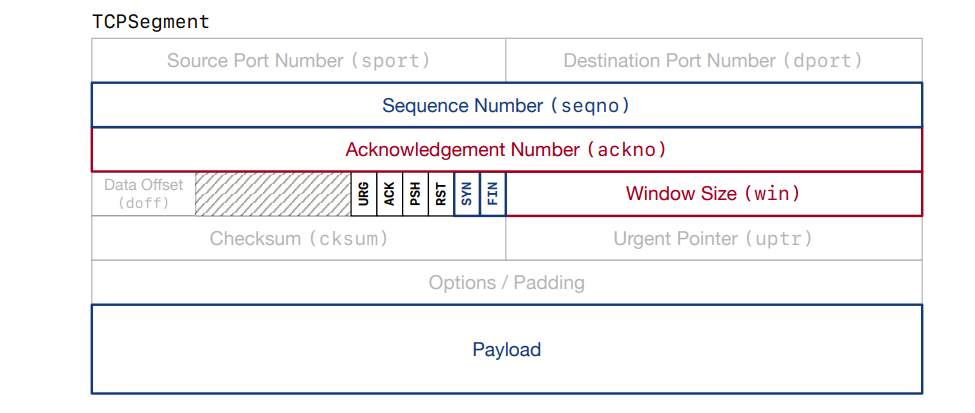 TCPSegment
Source Port Number (sport) Destination Port Number (dport)
Sequence Number (seqno)
Acknowledgement Number (ackno)
Data Offset
(doff)
URG ACK PSH RST SYN FIN
Window Size (win)
Checksum (cksum) Urgent Pointer (uptr)
Options / Padding
Payload